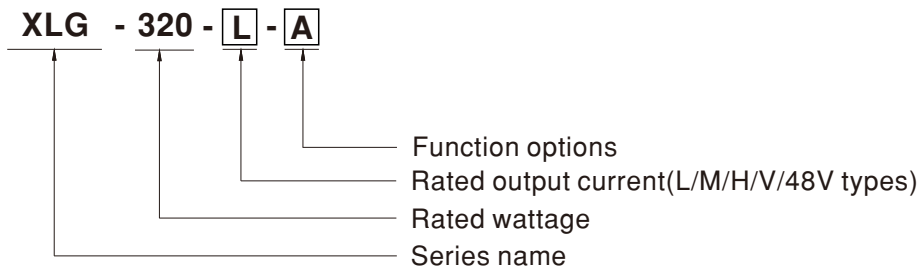 XLG - 320 - L - A
Function options
Rated output current(L/M/H/V/48V types)
Rated wattage
Series name